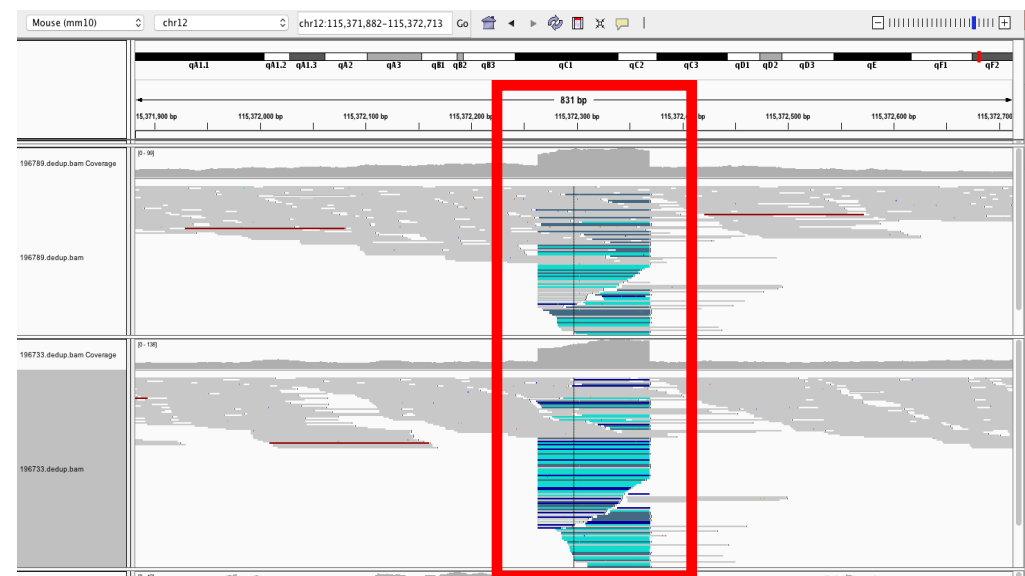 Mouse (mm10) chr12 chr12:115,371,882-115,372,713 Go
qA1.1 qA1.2 qA1.3 qA2 qA3 qB1 qB2 qB3 qC1 qC2 qC3 qD1 qD2 qD3 qE qF1 qF2
831 bp
15,371,900 bp 115,372,000 bp 115,372,100 bp 115,372,200 bp 115,372,300 bp 115,372,500 bp 115,372,600 bp 115,372,700
196789.dedup.bam Coverage
[0 - 90]
196789.dedup.bam
196733.dedup.bam Coverage
[0 - 138]
196733.dedup.bam